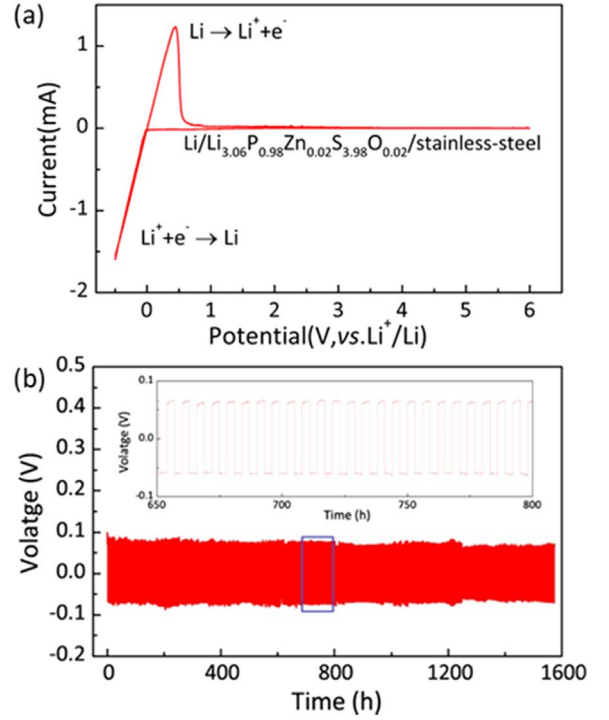 (a)
Li → Li⁺+e⁻
1
0
-1
-2
Current(mA)
Li/Li₃.₀₆P₀.₉₈Zn₀.₀₂S₃.₉₈O₀.₀₂/stainless-steel
Li⁺+e⁻ → Li
0 1 2 3 4 5 6
Potential(V,vs.Li⁺/Li)
(b)
0.5
0.4
0.3
0.2
0.1
0.0
-0.1
-0.2
Volatge (V)
0.1
0.0
-0.1
Volatge (V)
650 700 750 800
Time (h)
0 400 800 1200 1600
Time (h)